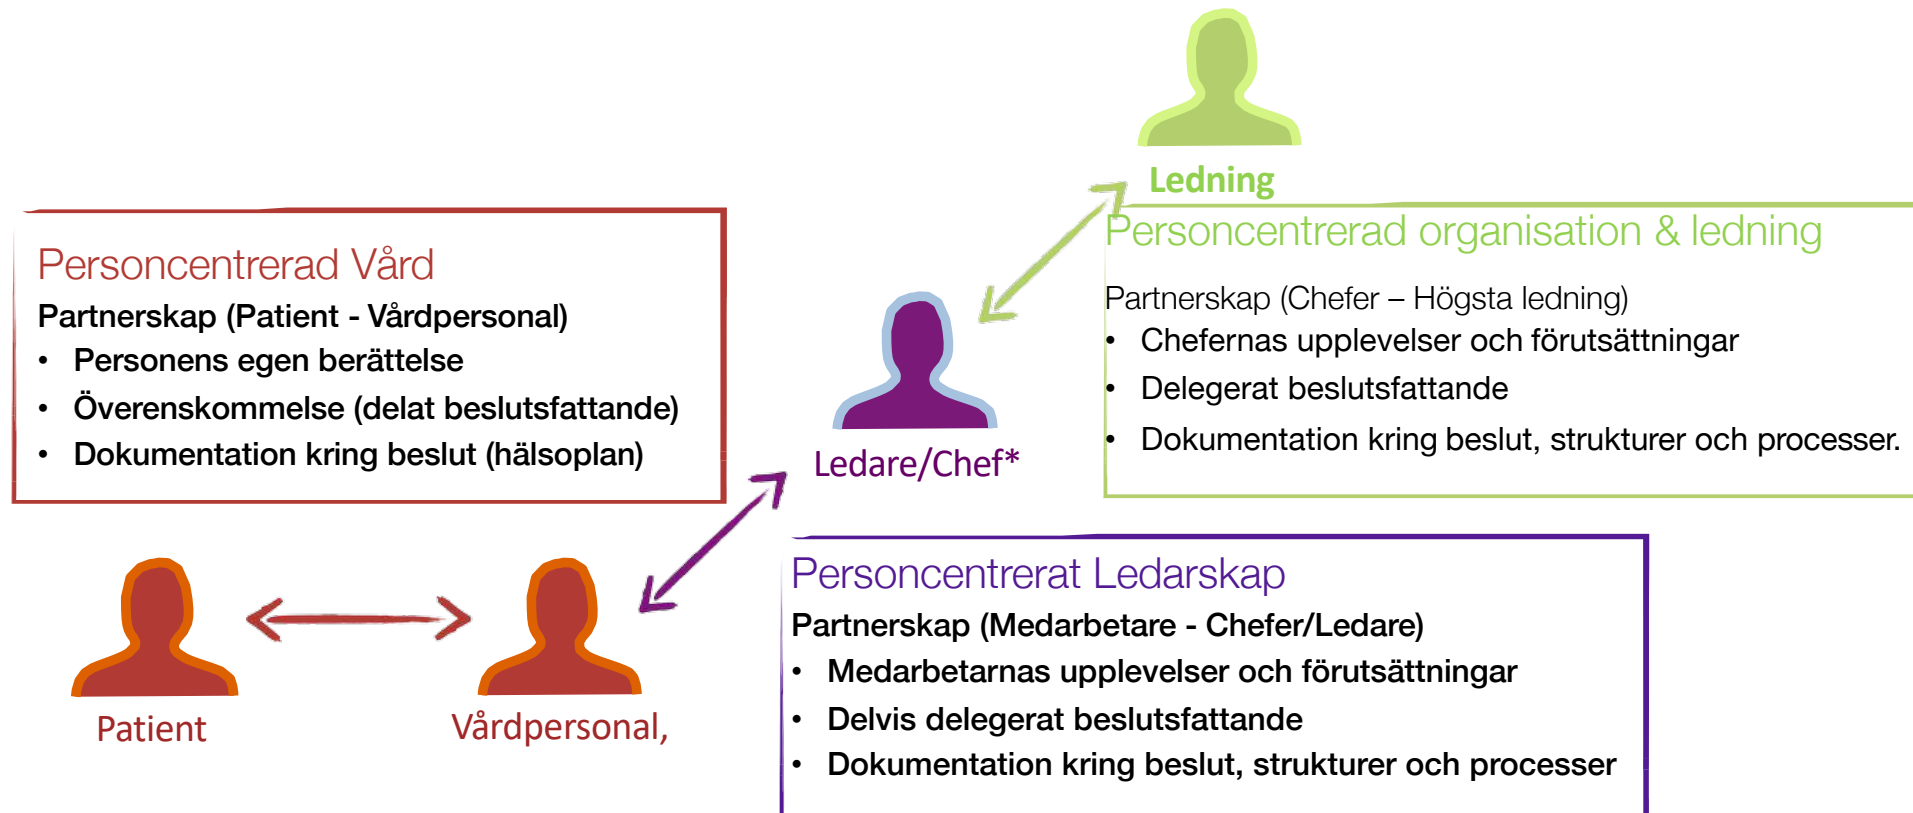 Ledning
Personcentrerad organisation & ledning
Partnerskap (Chefer – Högsta ledning)
• Chefernas upplevelser och förutsättningar
• Delegerat beslutsfattande
• Dokumentation kring beslut, strukturer och processer.
Personcentrerad Vård
Partnerskap (Patient - Vårdpersonal)
• Personens egen berättelse
• Överenskommelse (delat beslutsfattande)
• Dokumentation kring beslut (hälsoplan)
Ledare/Chef*
Personcentrerat Ledarskap
Partnerskap (Medarbetare - Chefer/Ledare)
• Medarbetarnas upplevelser och förutsättningar
• Delvis delegerat beslutsfattande
• Dokumentation kring beslut, strukturer och processer
Patient
Vårdpersonal,